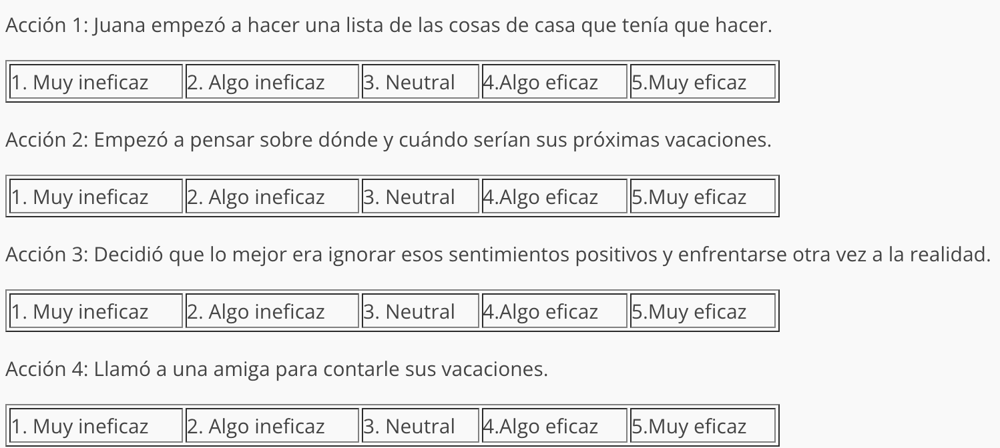 Acción 1: Juana empezó a hacer una lista de las cosas de casa que tenía que hacer.
1. Muy ineficaz 2. Algo ineficaz 3. Neutral 4.Algo eficaz 5.Muy eficaz
Acción 2: Empezó a pensar sobre dónde y cuándo serían sus próximas vacaciones.
1. Muy ineficaz 2. Algo ineficaz 3. Neutral 4.Algo eficaz 5.Muy eficaz
Acción 3: Decidió que lo mejor era ignorar esos sentimientos positivos y enfrentarse otra vez a la realidad.
1. Muy ineficaz 2. Algo ineficaz 3. Neutral 4.Algo eficaz 5.Muy eficaz
Acción 4: Llamó a una amiga para contarle sus vacaciones.
1. Muy ineficaz 2. Algo ineficaz 3. Neutral 4.Algo eficaz 5.Muy eficaz